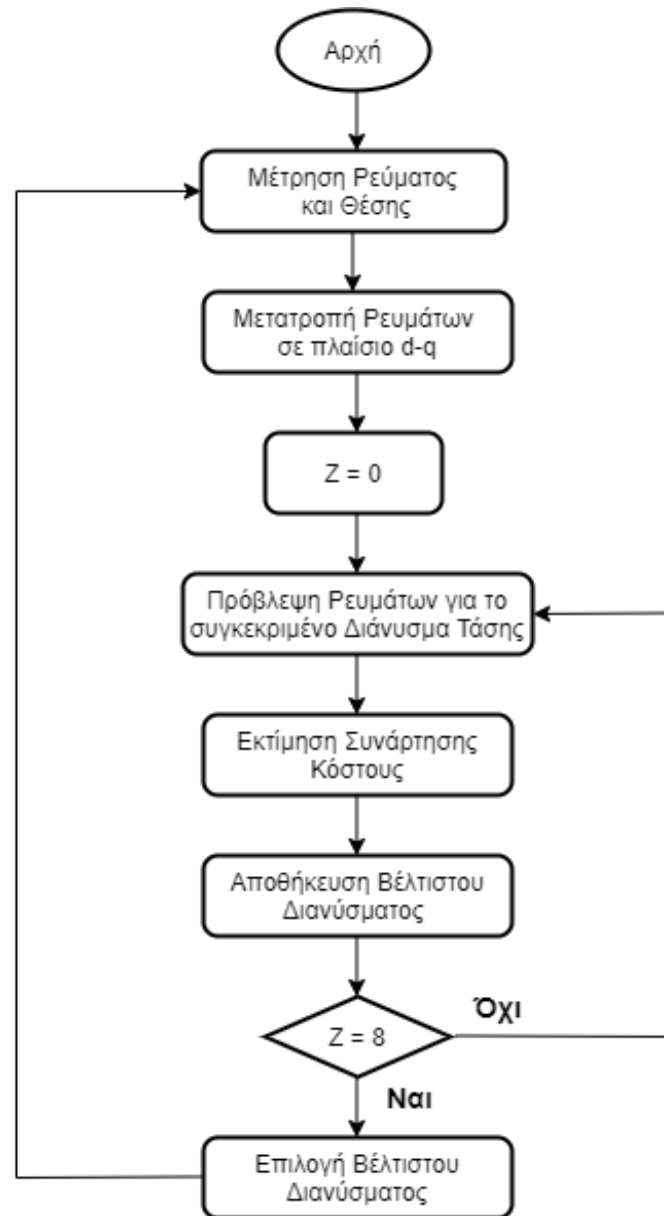 Αρχή
Μέτρηση Ρεύματος
και Θέσης
Μετατροπή Ρευμάτων
σε πλαίσιο d-q
Z = 0
Πρόβλεψη Ρευμάτων για το
συγκεκριμένο Διάνυσμα Τάσης
Εκτίμηση Συνάρτησης
Κόστους
Αποθήκευση Βέλτιστου
Διανύσματος
Z = 8
Όχι
Ναι
Επιλογή Βέλτιστου
Διανύσματος